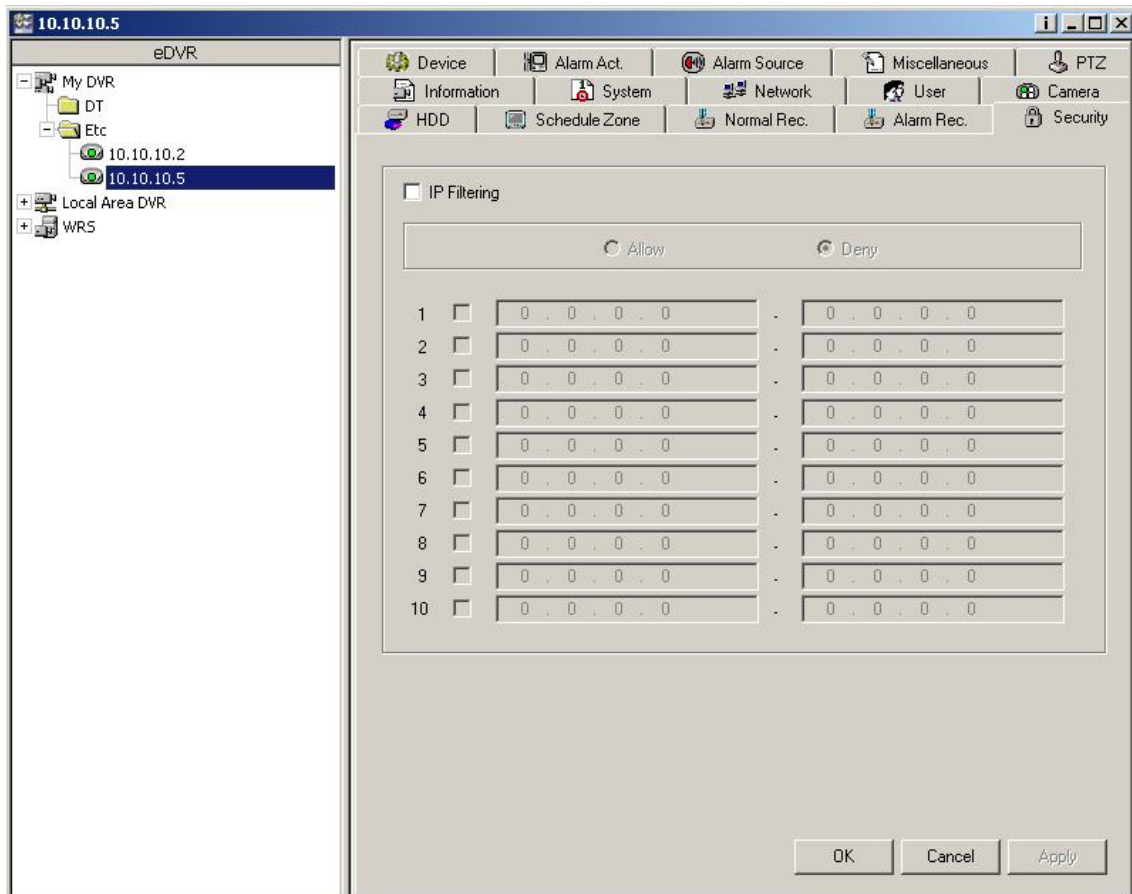 10.10.10.5
eDVR
My DVR
DT
Etc
10.10.10.2
10.10.10.5
Local Area DVR
WRS
Device Alarm Act. Alarm Source Miscellaneous PTZ
Information System Network User Camera
HDD Schedule Zone Normal Rec. Alarm Rec. Security
IP Filtering
Allow Deny
1 0 . 0 . 0 . 0 - 0 . 0 . 0 . 0
2 0 . 0 . 0 . 0 - 0 . 0 . 0 . 0
3 0 . 0 . 0 . 0 - 0 . 0 . 0 . 0
4 0 . 0 . 0 . 0 - 0 . 0 . 0 . 0
5 0 . 0 . 0 . 0 - 0 . 0 . 0 . 0
6 0 . 0 . 0 . 0 - 0 . 0 . 0 . 0
7 0 . 0 . 0 . 0 - 0 . 0 . 0 . 0
8 0 . 0 . 0 . 0 - 0 . 0 . 0 . 0
9 0 . 0 . 0 . 0 - 0 . 0 . 0 . 0
10 0 . 0 . 0 . 0 - 0 . 0 . 0 . 0
OK Cancel Apply